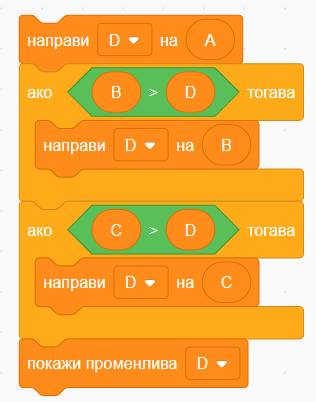 направи D на A
ако B > D тогава
направи D на B
ако C > D тогава
направи D на C
покажи променлива D